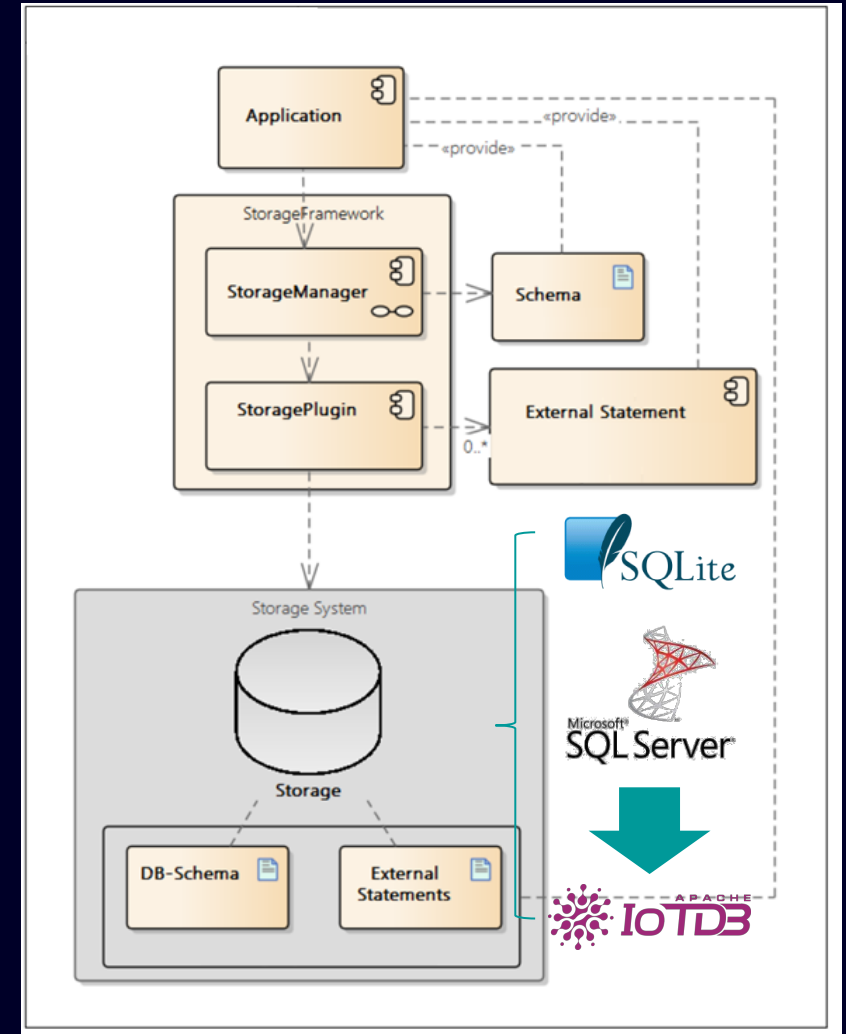 Application
«provide»
«provide»
StorageFramework
StorageManager
Schema
StoragePlugin
External Statement
0..*
SQLite
Storage System
Microsoft®
SQL Server®
Storage
DB-Schema
External
Statements
APACHE
IoTDB